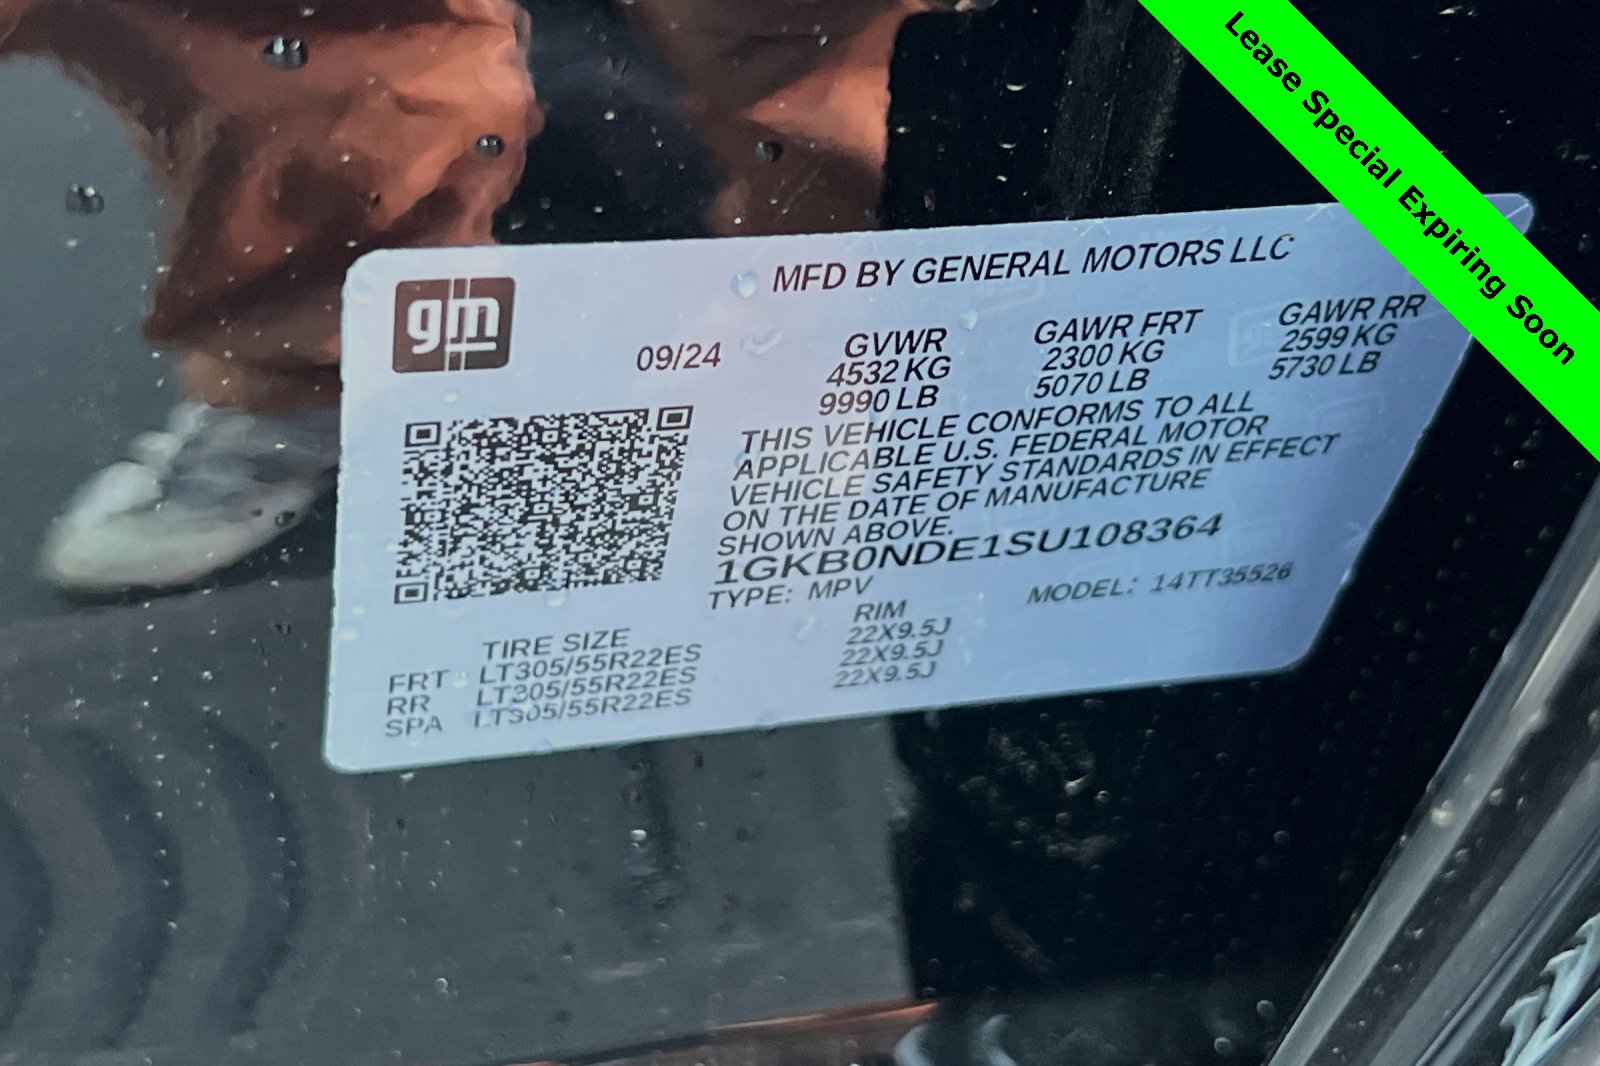 Lease Special Expiring Soon
gm
MFD BY GENERAL MOTORS LLC
09/24
GVWR GAWR FRT GAWR RR
4532 KG 2300 KG 2599 KG
9990 LB 5070 LB 5730 LB
THIS VEHICLE CONFORMS TO ALL
APPLICABLE U.S. FEDERAL MOTOR
VEHICLE SAFETY STANDARDS IN EFFECT
ON THE DATE OF MANUFACTURE
SHOWN ABOVE.
1GKB0NDE1SU108364
TYPE: MPV MODEL: 14TT35526
TIRE SIZE RIM
FRT LT305/55R22ES 22X9.5J
RR LT305/55R22ES 22X9.5J
SPA LT305/55R22ES 22X9.5J